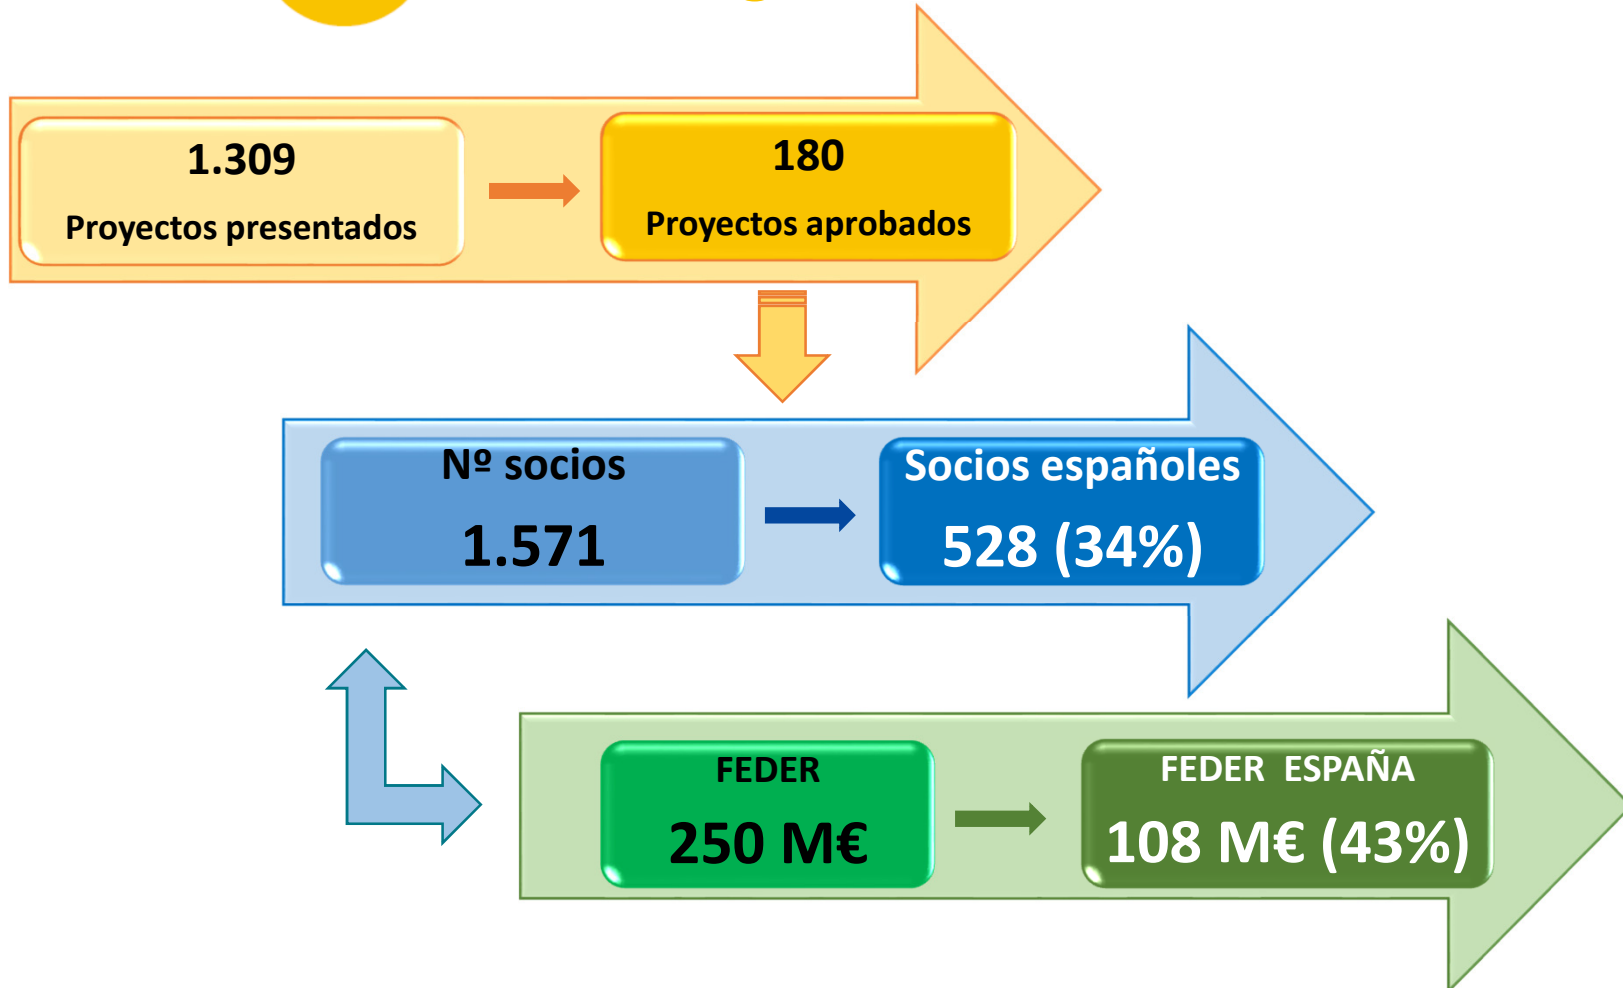 1.309
Proyectos presentados
180
Proyectos aprobados
Nº socios
1.571
Socios españoles
528 (34%)
FEDER
250 M€
FEDER ESPAÑA
108 M€ (43%)